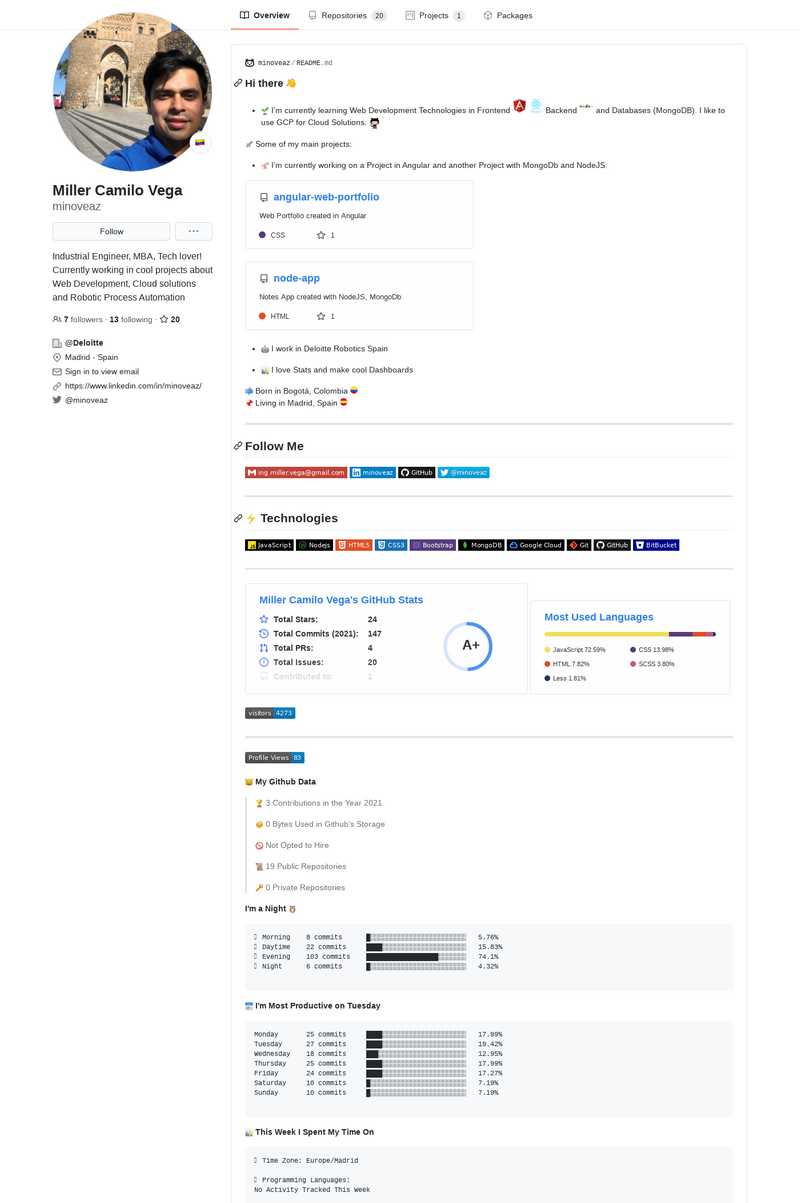 Overview
Repositories 20
Projects 1
Packages
Miller Camilo Vega
minoveaz
Follow
...
Industrial Engineer, MBA, Tech lover!
Currently working in cool projects about
Web Development, Cloud solutions
and Robotic Process Automation
7 followers · 13 following · 20
@Deloitte
Madrid - Spain
Sign in to view email
https://www.linkedin.com/in/minoveaz/
@minoveaz
minoveaz/README.md
Hi there 👋
• 🌱 I'm currently learning Web Development Technologies in Frontend Backend and Databases (MongoDB). I like to
use GCP for Cloud Solutions.
🚀 Some of my main projects:
• I'm currently working on a Project in Angular and another Project with MongoDb and NodeJS:
angular-web-portfolio
Web Portfolio created in Angular
CSS 1
node-app
Notes App created with NodeJS, MongoDb
HTML 1
• 🤖 I work in Deloitte Robotics Spain
• 📈 I love Stats and make cool Dashboards
Born in Bogotá, Colombia 🇨🇴
📌 Living in Madrid, Spain 🇪🇸
Follow Me
ing.miller.vega@gmail.com minoveaz GitHub @minoveaz
⚡ Technologies
JavaScript Nodejs HTML5 CSS3 Bootstrap MongoDB Google Cloud Git GitHub BitBucket
Miller Camilo Vega's GitHub Stats
Total Stars: 24
Total Commits (2021): 147
Total PRs: 4
Total Issues: 20
Contributed to: 1
A+
Most Used Languages
JavaScript 72.59% CSS 13.98%
HTML 7.82% SCSS 3.80%
Less 1.81%
visitors 4273
Profile Views 83
🐱 My Github Data
🏆 3 Contributions in the Year 2021
📦 0 Bytes Used in Github's Storage
🚫 Not Opted to Hire
📜 19 Public Repositories
🔑 0 Private Repositories
I'm a Night 🦉
Morning 8 commits 5.76%
Daytime 22 commits 15.83%
Evening 103 commits 74.1%
Night 6 commits 4.32%
📅 I'm Most Productive on Tuesday
Monday 25 commits 17.99%
Tuesday 27 commits 19.42%
Wednesday 18 commits 12.95%
Thursday 25 commits 17.99%
Friday 24 commits 17.27%
Saturday 10 commits 7.19%
Sunday 10 commits 7.19%
📊 This Week I Spent My Time On
Time Zone: Europe/Madrid
Programming Languages:
No Activity Tracked This Week